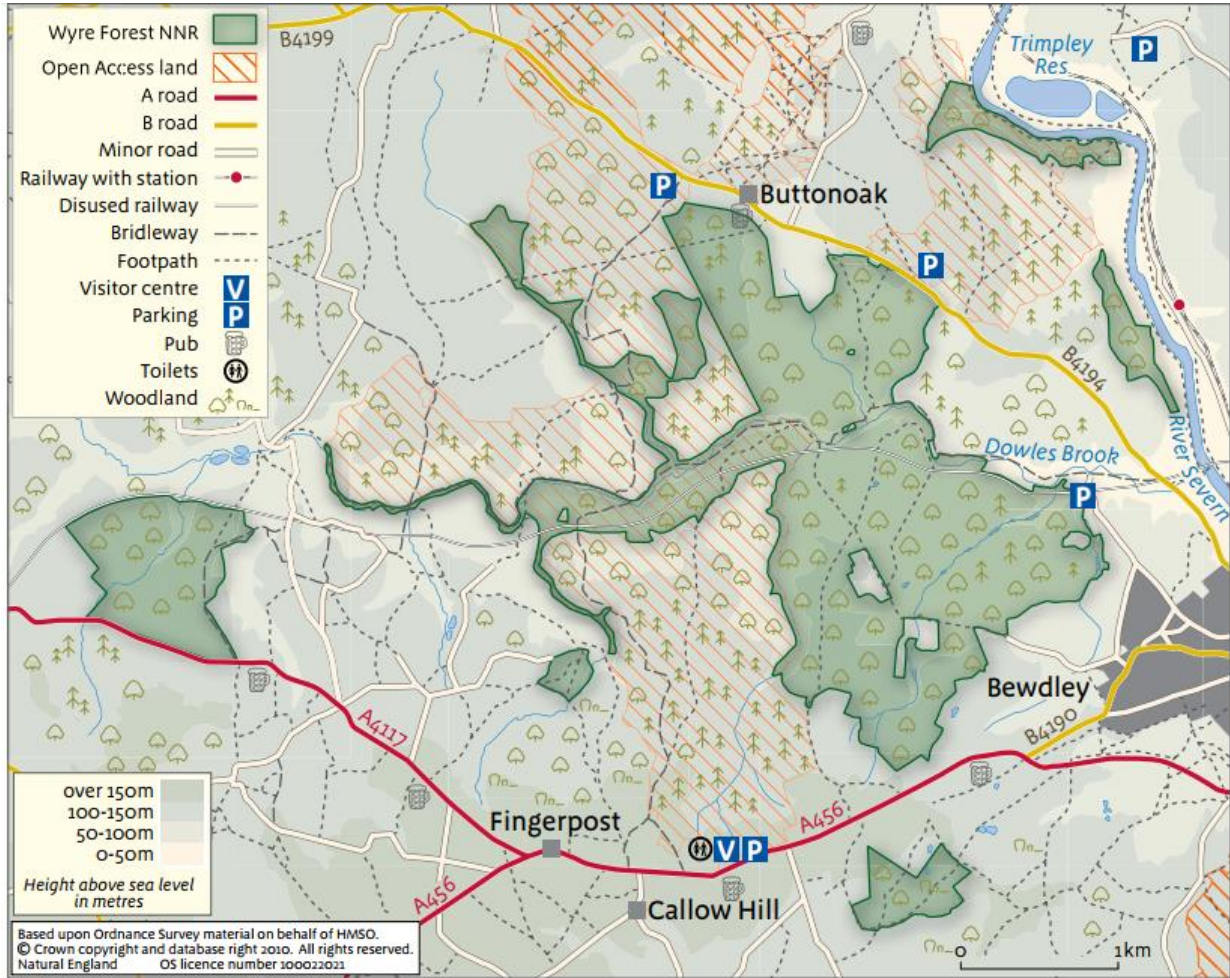 Wyre Forest NNR
Open Access land
A road
B road
Minor road
Railway with station
Disused railway
Bridleway
Footpath
Visitor centre
V
Parking
P
Pub
Toilets
Woodland
B4199
Trimpley
Res
P
P
Buttonoak
P
B4194
River Severn
Dowles Brook
P
Bewdley
B4190
A4117
A456
Fingerpost
V P
A456
Callow Hill
over 150m
100-150m
50-100m
0-50m
Height above sea level
in metres
Based upon Ordnance Survey material on behalf of HMSO.
© Crown copyright and database right 2010. All rights reserved.
Natural England OS licence number 100022021
0 1km